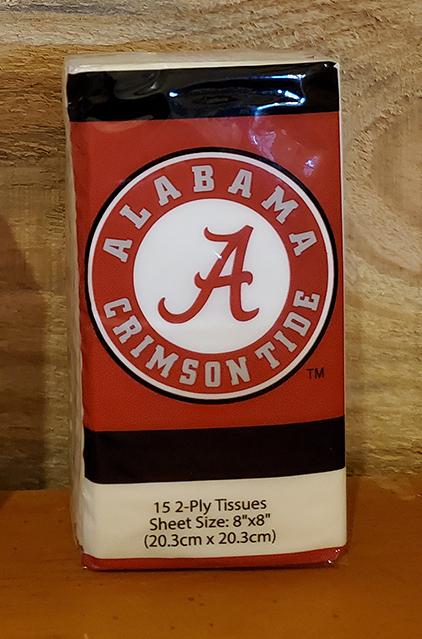 ALABAMA
A
CRIMSON TIDE
TM
15 2-Ply Tissues
Sheet Size: 8"x8"
(20.3cm x 20.3cm)